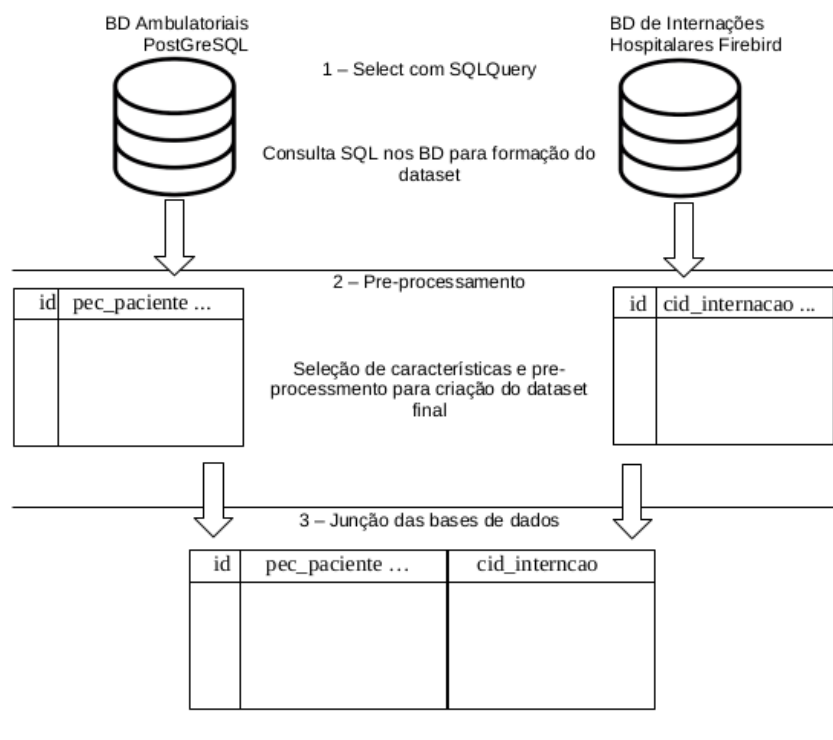 BD Ambulatoriais
PostGreSQL
BD de Internações
Hospitalares Firebird
1 – Select com SQLQuery
Consulta SQL nos BD para formação do
dataset
2 – Pre-processamento
id pec_paciente ...
id cid_internacao ...
Seleção de características e pre-
processmento para criação do dataset
final
3 – Junção das bases de dados
id pec_paciente … cid_interncao